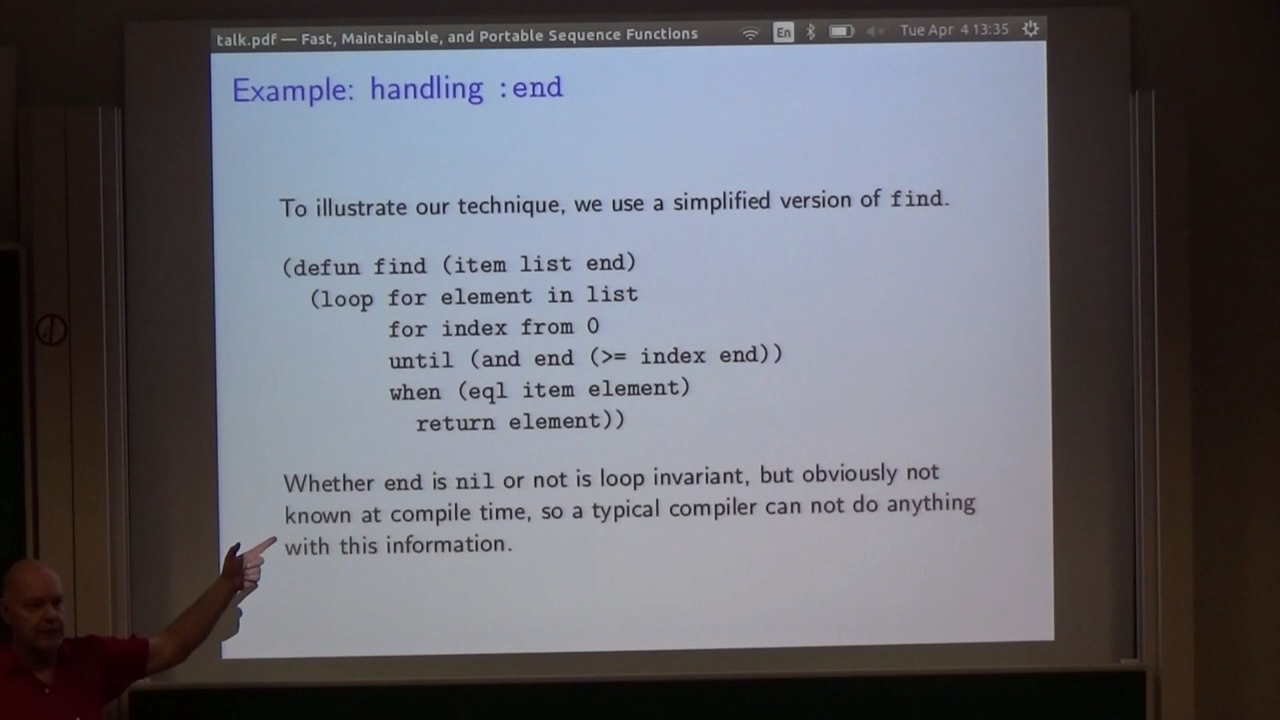 talk.pdf — Fast, Maintainable, and Portable Sequence Functions En Tue Apr 4 13:35
Example: handling :end
To illustrate our technique, we use a simplified version of find.
(defun find (item list end)
(loop for element in list
for index from 0
until (and end (>= index end))
when (eql item element)
return element))
Whether end is nil or not is loop invariant, but obviously not
known at compile time, so a typical compiler can not do anything
with this information.